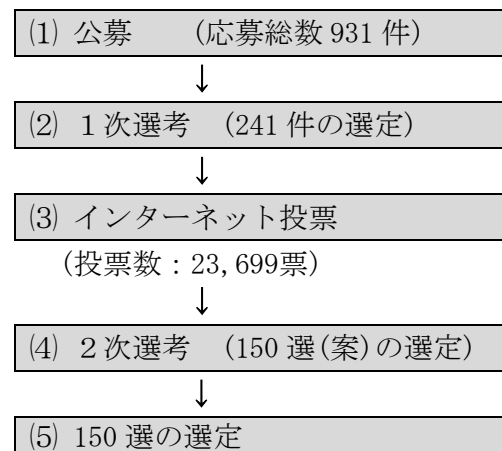 ⑴ 公募　　（応募総数 931 件）
↓
⑵ １次選考　（241 件の選定）
↓
⑶ インターネット投票
（投票数：23,699票）
↓
⑷ ２次選考　（150 選(案)の選定）
↓
⑸ 150 選の選定